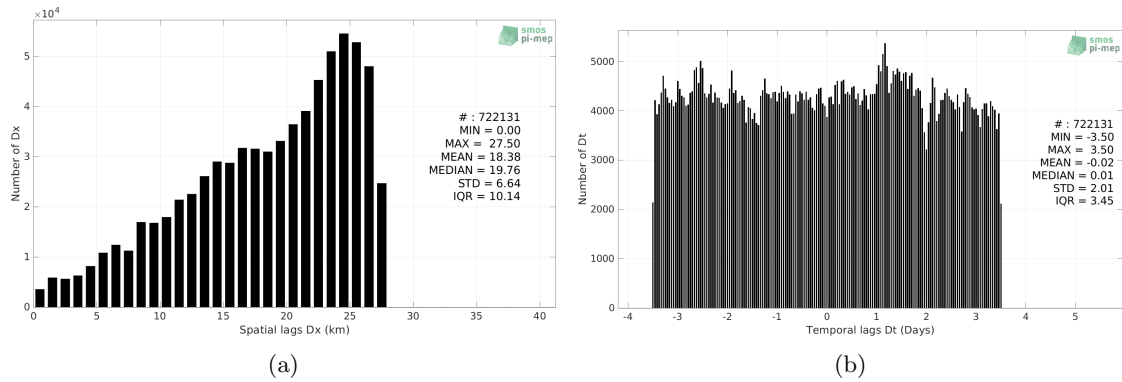 ×10⁴
smos
pi-mep
5
4
3
2
1
0
Number of Dx
# : 722131
MIN = 0.00
MAX = 27.50
MEAN = 18.38
MEDIAN = 19.76
STD = 6.64
IQR = 10.14
0 5 10 15 20 25 30 35 40
Spatial lags Dx (km)
(a)
smos
pi-mep
5000
4000
3000
2000
1000
0
Number of Dt
# : 722131
MIN = -3.50
MAX = 3.50
MEAN = -0.02
MEDIAN = 0.01
STD = 2.01
IQR = 3.45
-4 -3 -2 -1 0 1 2 3 4 5
Temporal lags Dt (Days)
(b)